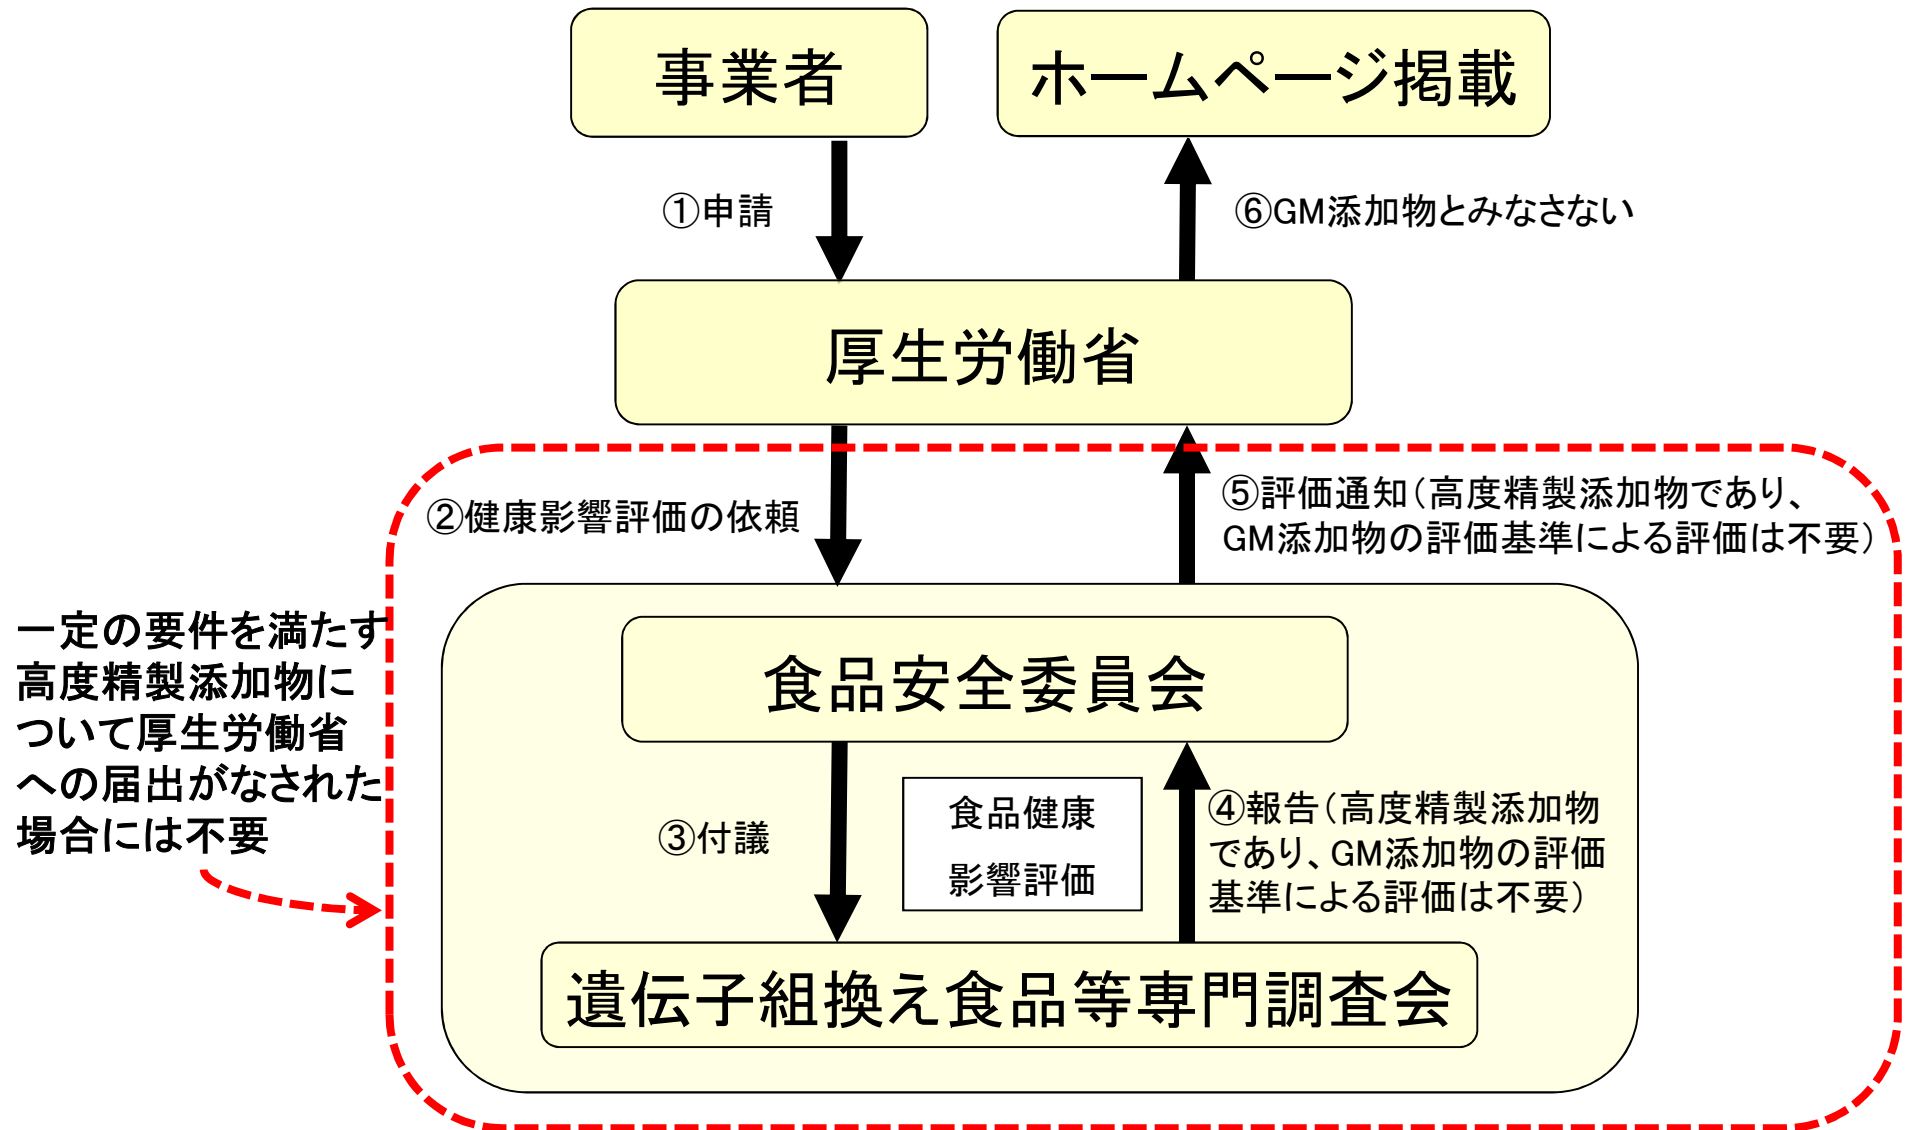 事業者
ホームページ掲載
①申請
⑥GM添加物とみなさない
厚生労働省
②健康影響評価の依頼
⑤評価通知(高度精製添加物であり、
GM添加物の評価基準による評価は不要)
一定の要件を満たす
高度精製添加物に
ついて厚生労働省
への届出がなされた
場合には不要
食品安全委員会
③付議
食品健康
影響評価
④報告(高度精製添加物
であり、GM添加物の評価
基準による評価は不要)
遺伝子組換え食品等専門調査会